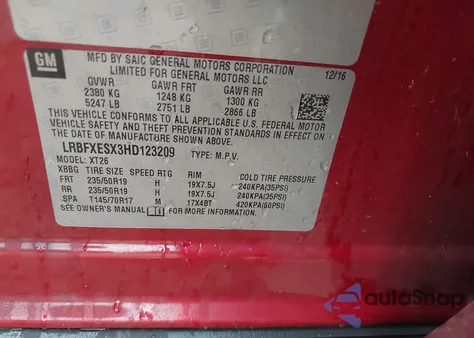 GM
MFD BY SAIC GENERAL MOTORS CORPORATION
LIMITED FOR GENERAL MOTORS LLC
12/16
GVWR GAWR FRT GAWR RR
2380 KG 1248 KG 1300 KG
5247 LB 2751 LB 2866 LB
THIS VEHICLE CONFORMS TO ALL APPLICABLE U.S. FEDERAL MOTOR
VEHICLE SAFETY AND THEFT PREVENTION STANDARDS IN EFFECT ON
THE DATE OF MANUFACTURE SHOWN ABOVE.
LRBFXESX3HD123209 TYPE: M.P.V.
MODEL: XT26
XBBG TIRE SIZE SPEED RTG RIM COLD TIRE PRESSURE
FRT 235/50R19 H 19X7.5J 240KPA(35PSI)
RR 235/50R19 H 19X7.5J 240KPA(35PSI)
SPA T145/70R17 M 17X4BT 420KPA(60PSI)
SEE OWNER'S MANUAL FOR MORE INFORMATION.
autoSnap